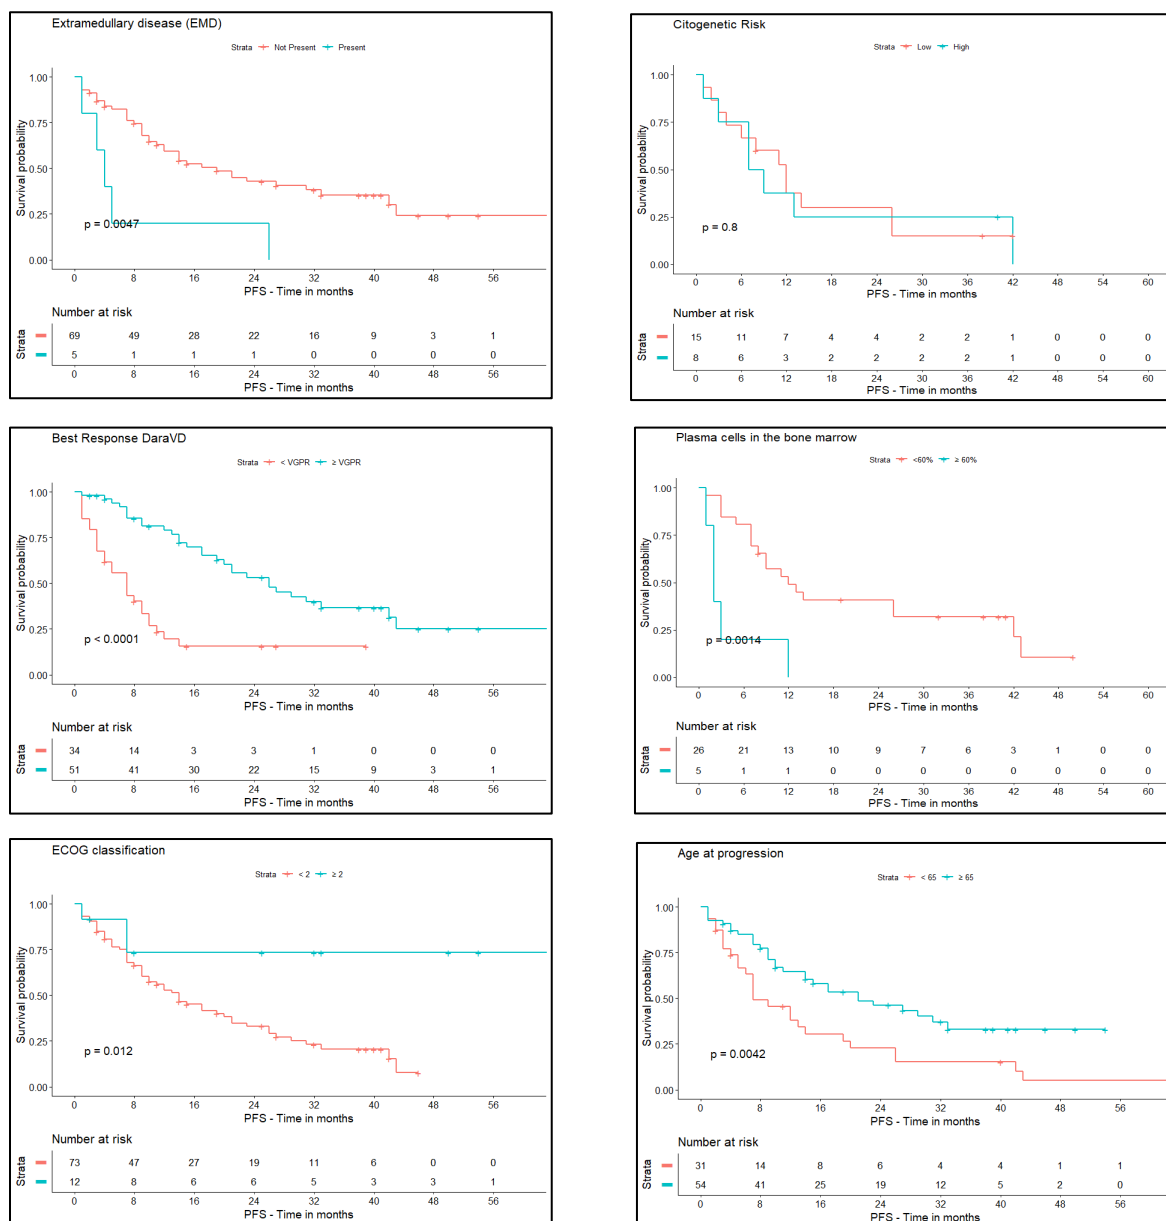 Extramedullary disease (EMD)
Strata Not Present Present
Survival probability
1.00
0.75
0.50
0.25
0.00
p = 0.0047
0 8 16 24 32 40 48 56
PFS - Time in months
Number at risk
Strata
69 49 28 22 16 9 3 1
5 1 1 1 0 0 0 0
0 8 16 24 32 40 48 56
PFS - Time in months
Citogenetic Risk
Strata Low High
Survival probability
1.00
0.75
0.50
0.25
0.00
p = 0.8
0 6 12 18 24 30 36 42 48 54 60
PFS - Time in months
Number at risk
Strata
15 11 7 4 4 2 2 1 0 0 0
8 6 3 2 2 2 2 1 0 0 0
0 6 12 18 24 30 36 42 48 54 60
PFS - Time in months
Best Response DaraVD
Strata < VGPR ≥ VGPR
Survival probability
1.00
0.75
0.50
0.25
0.00
p < 0.0001
0 8 16 24 32 40 48 56
PFS - Time in months
Number at risk
Strata
34 14 3 3 1 0 0 0
51 41 30 22 15 9 3 1
0 8 16 24 32 40 48 56
PFS - Time in months
Plasma cells in the bone marrow
Strata <60% ≥ 60%
Survival probability
1.00
0.75
0.50
0.25
0.00
p = 0.0014
0 6 12 18 24 30 36 42 48 54 60
PFS - Time in months
Number at risk
Strata
26 21 13 10 9 7 6 3 1 0 0
5 1 1 0 0 0 0 0 0 0 0
0 6 12 18 24 30 36 42 48 54 60
PFS - Time in months
ECOG classification
Strata < 2 ≥ 2
Survival probability
1.00
0.75
0.50
0.25
0.00
p = 0.012
0 8 16 24 32 40 48 56
PFS - Time in months
Number at risk
Strata
73 47 27 19 11 6 0 0
12 8 6 6 5 3 3 1
0 8 16 24 32 40 48 56
PFS - Time in months
Age at progression
Strata < 65 ≥ 65
Survival probability
1.00
0.75
0.50
0.25
0.00
p = 0.0042
0 8 16 24 32 40 48 56
PFS - Time in months
Number at risk
Strata
31 14 8 6 4 4 1 1
54 41 25 19 12 5 2 0
0 8 16 24 32 40 48 56
PFS - Time in months